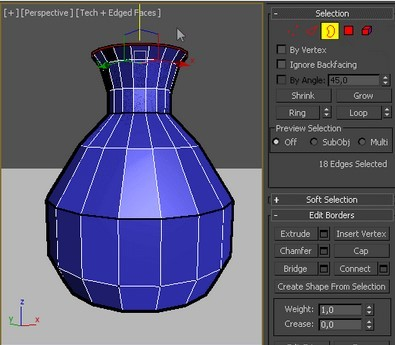 [+] [Perspective] [Tech + Edged Faces]
Selection
By Vertex
Ignore Backfacing
By Angle: 45,0
Shrink Grow
Ring Loop
Preview Selection
Off SubObj Multi
18 Edges Selected
Soft Selection
Edit Borders
Extrude Insert Vertex
Chamfer Cap
Bridge Connect
Create Shape From Selection
Weight: 1,0
Crease: 0,0
z
y x